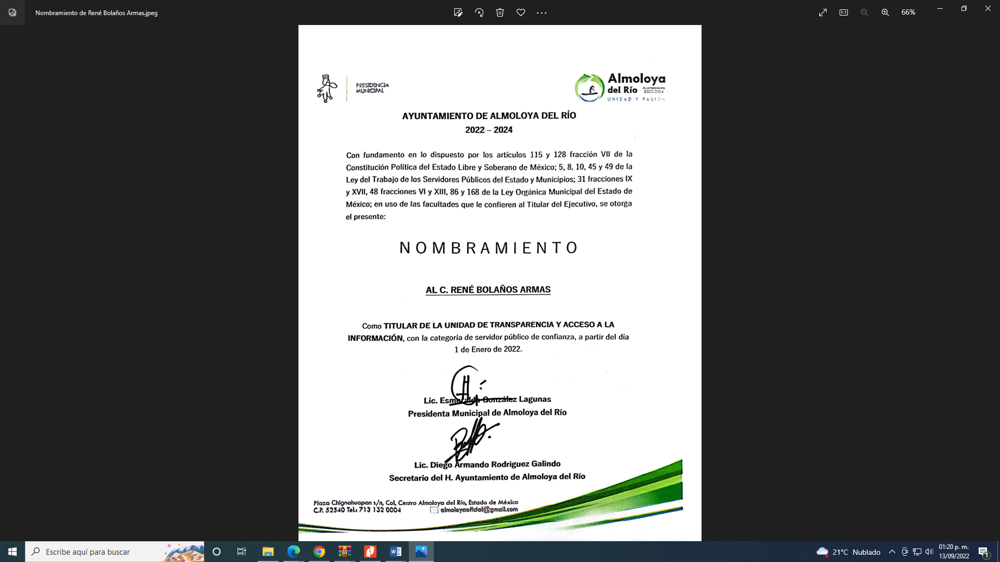 Nombramiento de René Bolaños Armas.jpeg
66%
PRESIDENCIA
MUNICIPAL
Almoloya
del Río
Ayuntamiento
2022-2024
UNIDAD Y PASIÓN
AYUNTAMIENTO DE ALMOLOYA DEL RÍO
2022 – 2024
Con fundamento en lo dispuesto por los artículos 115 y 128 fracción VII de la
Constitución Política del Estado Libre y Soberano de México; 5, 8, 10, 45 y 49 de la
Ley del Trabajo de los Servidores Públicos del Estado y Municipios; 31 fracciones IX
y XVII, 48 fracciones VI y XIII, 86 y 168 de la Ley Orgánica Municipal del Estado de
México; en uso de las facultades que le confieren al Titular del Ejecutivo, se otorga
el presente:
NOMBRAMIENTO
AL C. RENÉ BOLAÑOS ARMAS
Como TITULAR DE LA UNIDAD DE TRANSPARENCIA Y ACCESO A LA
INFORMACIÓN, con la categoría de servidor público de confianza, a partir del día
1 de Enero de 2022.
Lic. Esmeralda González Lagunas
Presidenta Municipal de Almoloya del Río
Lic. Diego Armando Rodriguez Galindo
Secretario del H. Ayuntamiento de Almoloya del Río
Plaza Chignahuapan s/n, Col, Centro Almoloya del Río, Estado de México
C.P. 52540 Tel.: 713 132 0004 almoloyaoficial@gmail.com
Escribe aquí para buscar
21°C Nublado
01:20 p. m.
13/09/2022
1